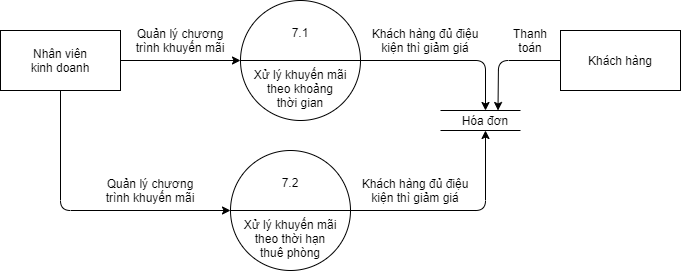 Nhân viên
kinh doanh
Quản lý chương
trình khuyến mãi
7.1
Xử lý khuyến mãi
theo khoảng
thời gian
Khách hàng đủ điệu
kiện thì giảm giá
Thanh
toán
Khách hàng
Hóa đơn
Quản lý chương
trình khuyến mãi
7.2
Xử lý khuyến mãi
theo thời hạn
thuê phòng
Khách hàng đủ điệu
kiện thì giảm giá